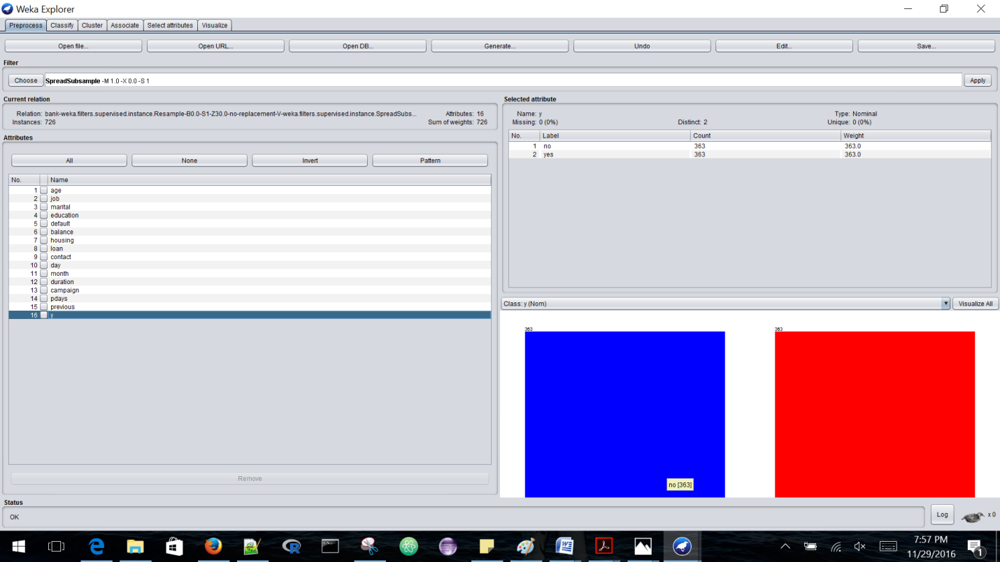 Weka Explorer
Preprocess Classify Cluster Associate Select attributes Visualize
Open file... Open URL... Open DB... Generate... Undo Edit... Save...
Filter
Choose SpreadSubsample -M 1.0 -X 0.0 -S 1 Apply
Current relation
Relation: bank-weka.filters.supervised.instance.Resample-B0.0-S1-Z30.0-no-replacement-V-weka.filters.supervised.instance.SpreadSubs... Attributes: 16
Instances: 726 Sum of weights: 726
Attributes
All None Invert Pattern
No. Name
1 age
2 job
3 marital
4 education
5 default
6 balance
7 housing
8 loan
9 contact
10 day
11 month
12 duration
13 campaign
14 pdays
15 previous
16 y
Remove
Selected attribute
Name: y Type: Nominal
Missing: 0 (0%) Distinct: 2 Unique: 0 (0%)
No. Label Count Weight
1 no 363 363.0
2 yes 363 363.0
Class: y (Nom) Visualize All
363 363
no [363]
Status
OK Log x 0
7:57 PM
11/29/2016
1